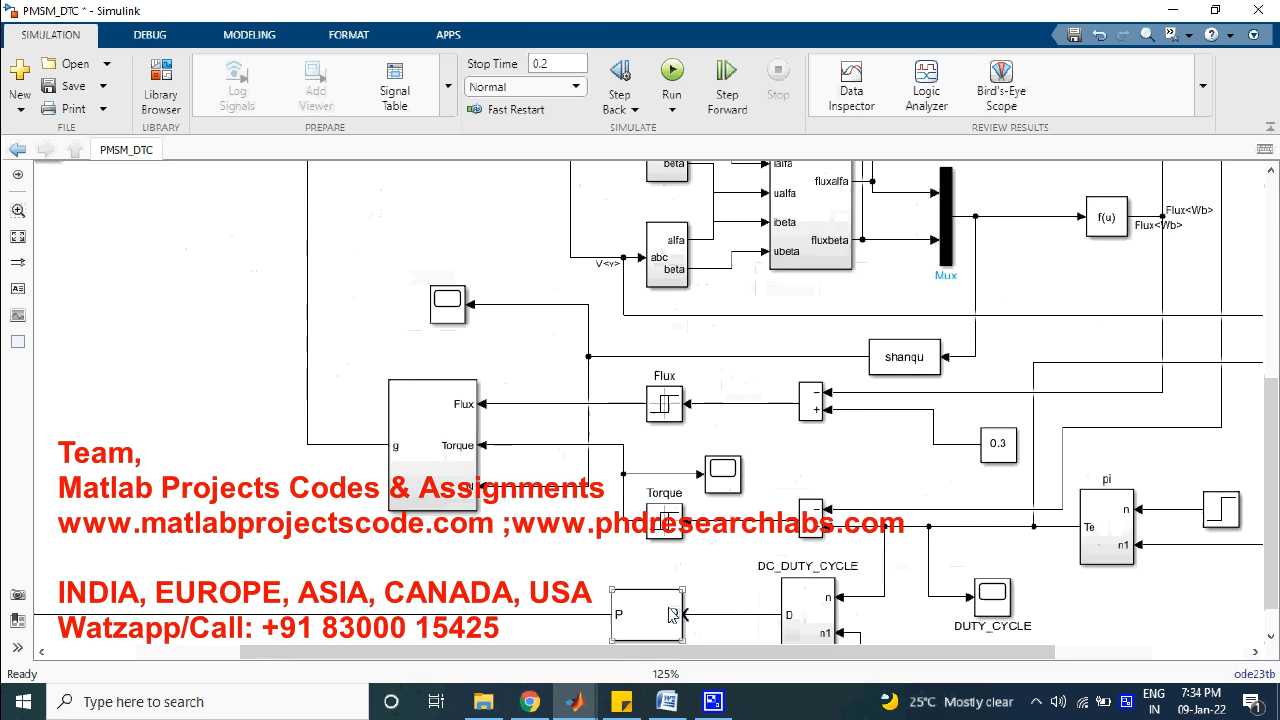 PMSM_DTC * - Simulink
SIMULATION DEBUG MODELING FORMAT APPS
New
Open
Save
Print
FILE
Library Browser
LIBRARY
Log Signals
Add Viewer
Signal Table
PREPARE
Stop Time 0.2
Normal
Fast Restart
Step Back
Run
Step Forward
Stop
SIMULATE
Data Inspector
Logic Analyzer
Bird's-Eye Scope
REVIEW RESULTS
PMSM_DTC
beta
ialfa
ualfa
ibeta
ubeta
fluxalfa
fluxbeta
V<v>
abc
alfa
beta
Mux
f(u)
Flux<Wb>
Flux<Wb>
shanqu
Flux
Flux
g
Torque
N
0.3
Torque
pi
n
Te
n1
DC_DUTY_CYCLE
n
D
n1
P
DUTY_CYCLE
Team,
Matlab Projects Codes & Assignments
www.matlabprojectscode.com ;www.phdresearchlabs.com
INDIA, EUROPE, ASIA, CANADA, USA
Watzapp/Call: +91 83000 15425
Ready
125%
ode23tb
Type here to search
25°C Mostly clear
ENG
IN
7:34 PM
09-Jan-22
1